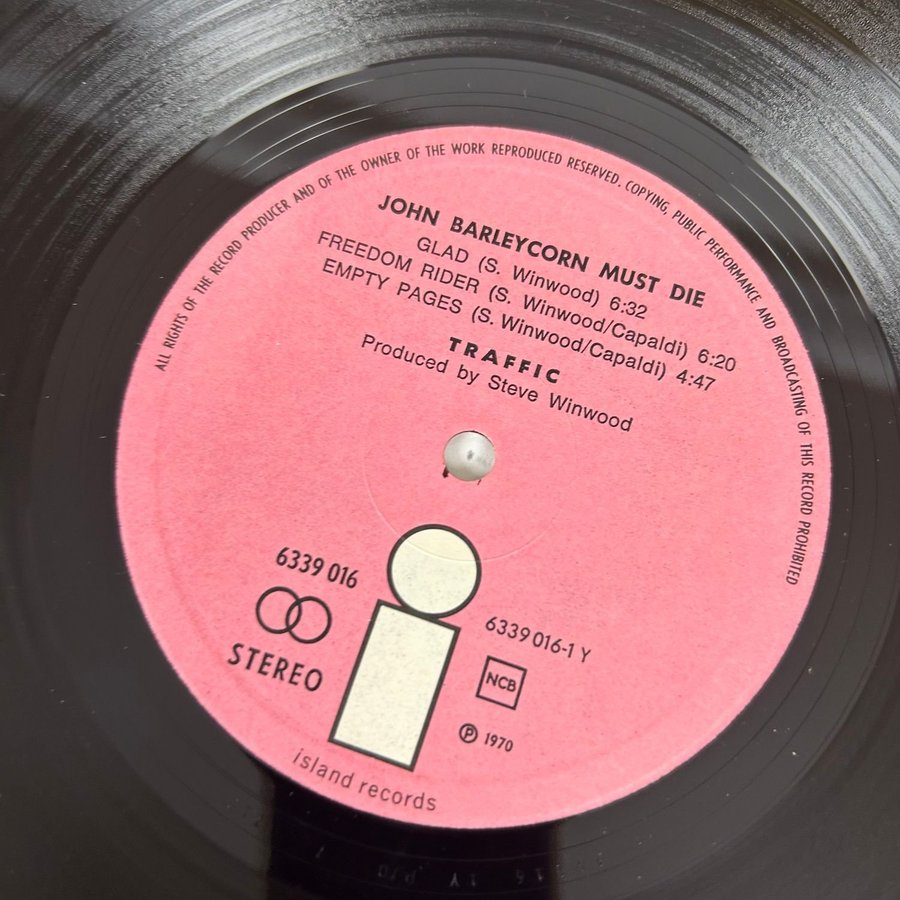 ALL RIGHTS OF THE RECORD PRODUCER AND OF THE OWNER OF THE WORK REPRODUCED RESERVED. COPYING, PUBLIC PERFORMANCE AND BROADCASTING OF THIS RECORD PROHIBITED
JOHN BARLEYCORN MUST DIE
GLAD (S. Winwood) 6:32
FREEDOM RIDER (S. Winwood/Capaldi) 6:20
EMPTY PAGES (S. Winwood/Capaldi) 4:47
TRAFFIC
Produced by Steve Winwood
6339 016
STEREO
6339 016-1 Y
NCB
℗ 1970
island records